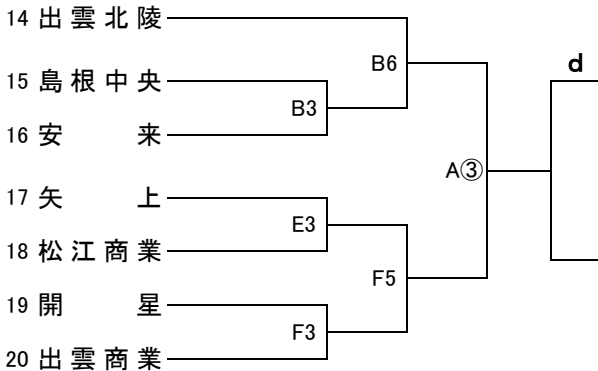 14 出雲北陵
B6
d
15 島根中央
B3
16 安来
A③
17 矢上
E3
18 松江商業
F5
19 開星
F3
20 出雲商業